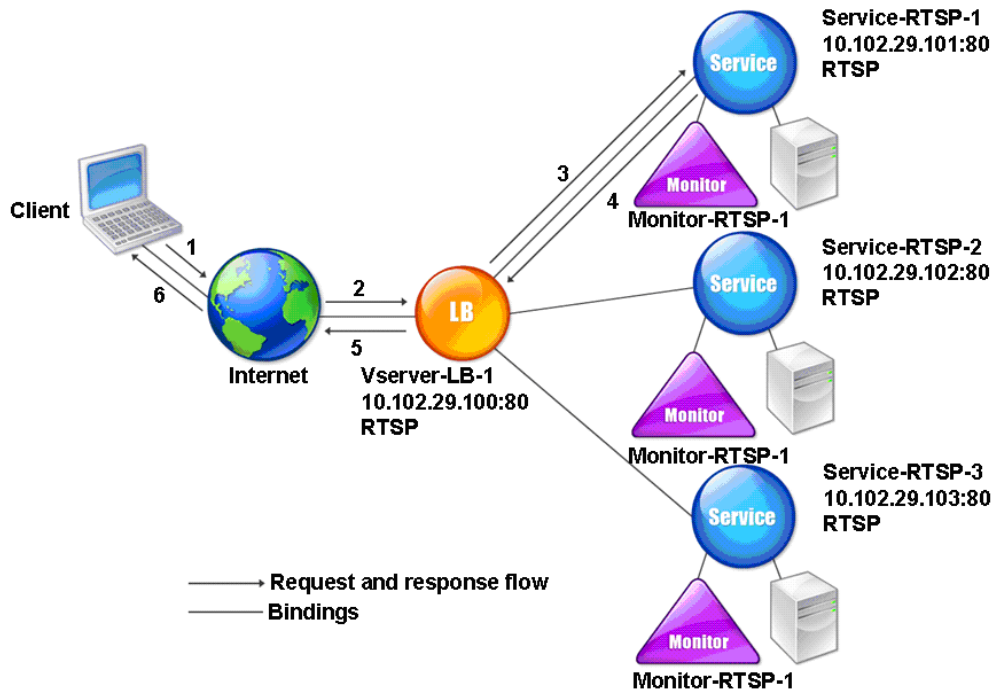 Service-RTSP-1
10.102.29.101:80
RTSP
Service
3
4
Monitor
Monitor-RTSP-1
Client
1
6
Internet
2
5
LB
Vserver-LB-1
10.102.29.100:80
RTSP
Service-RTSP-2
10.102.29.102:80
RTSP
Service
Monitor
Monitor-RTSP-1
Service-RTSP-3
10.102.29.103:80
RTSP
Service
Monitor
Monitor-RTSP-1
Request and response flow
Bindings